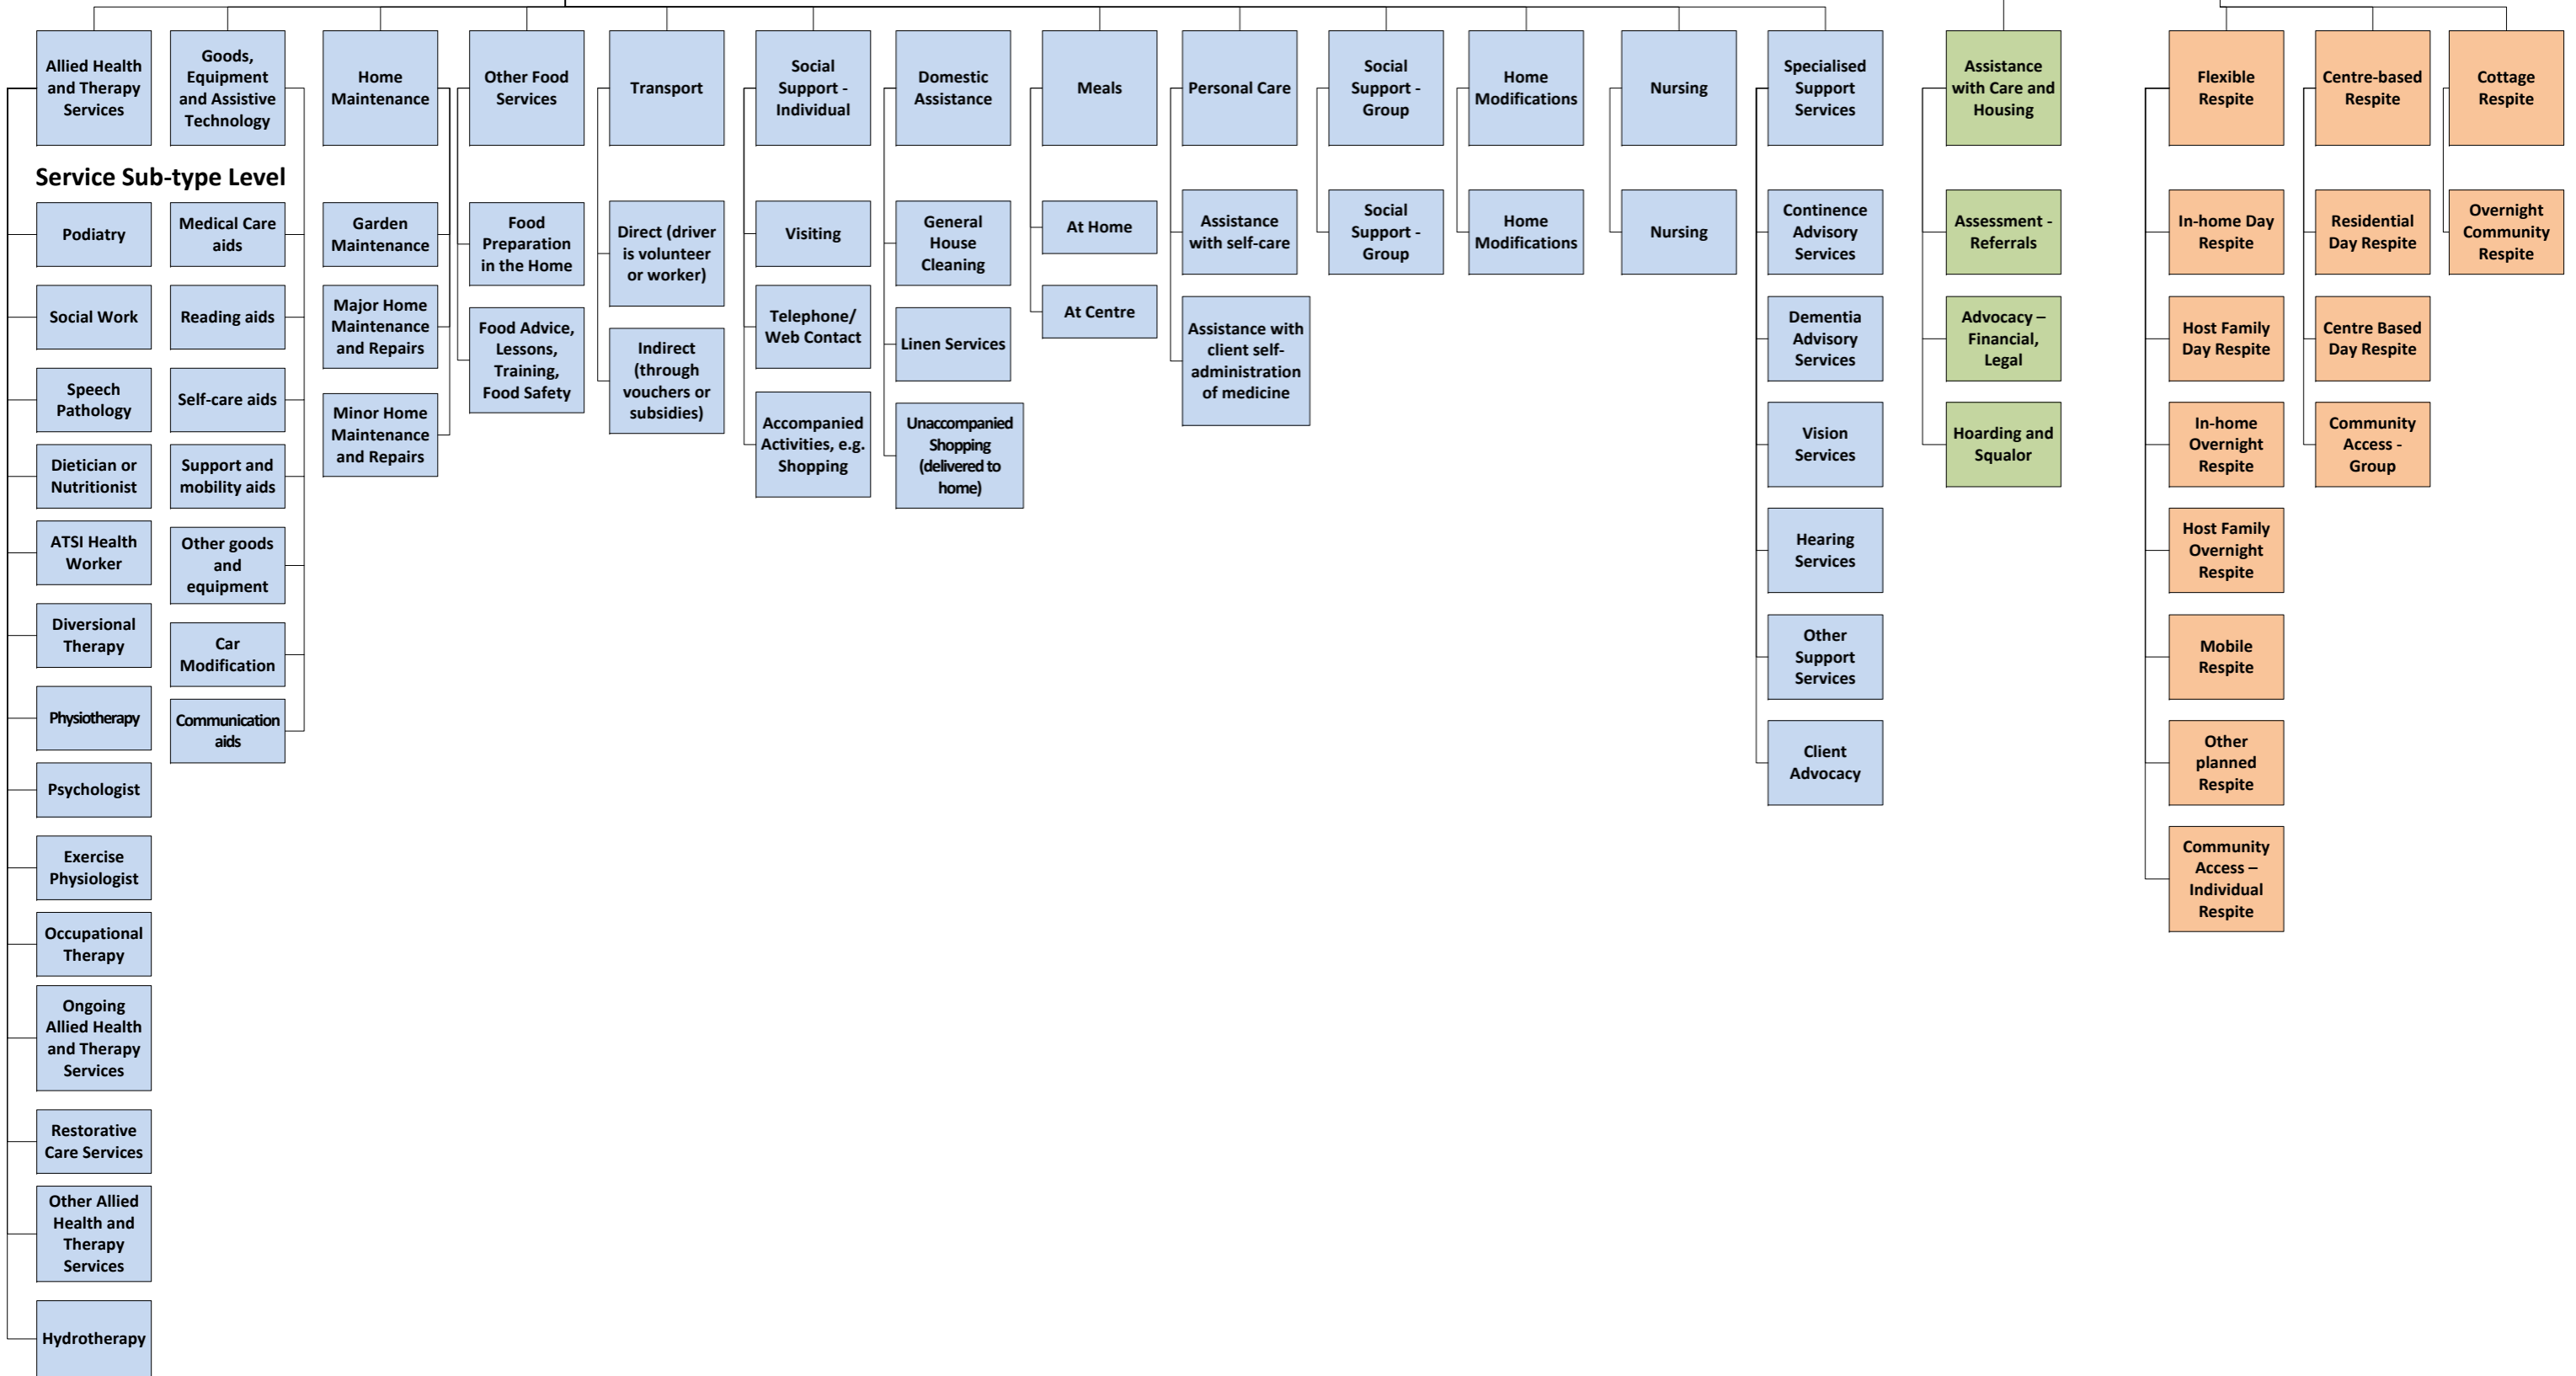 Allied Health
and Therapy
Services
Goods,
Equipment
and Assistive
Technology
Home
Maintenance
Other Food
Services
Transport
Social
Support -
Individual
Domestic
Assistance
Meals
Personal Care
Social
Support -
Group
Home
Modifications
Nursing
Specialised
Support
Services
Assistance
with Care and
Housing
Flexible
Respite
Centre-based
Respite
Cottage
Respite
Service Sub-type Level
Podiatry
Social Work
Speech
Pathology
Dietician or
Nutritionist
ATSI Health
Worker
Diversional
Therapy
Physiotherapy
Psychologist
Exercise
Physiologist
Occupational
Therapy
Ongoing
Allied Health
and Therapy
Services
Restorative
Care Services
Other Allied
Health and
Therapy
Services
Hydrotherapy
Medical Care
aids
Reading aids
Self-care aids
Support and
mobility aids
Other goods
and
equipment
Car
Modification
Communication
aids
Garden
Maintenance
Major Home
Maintenance
and Repairs
Minor Home
Maintenance
and Repairs
Food
Preparation
in the Home
Food Advice,
Lessons,
Training,
Food Safety
Direct (driver
is volunteer
or worker)
Indirect
(through
vouchers or
subsidies)
Visiting
Telephone/
Web Contact
Accompanied
Activities, e.g.
Shopping
General
House
Cleaning
Linen Services
Unaccompanied
Shopping
(delivered to
home)
At Home
At Centre
Assistance
with self-care
Assistance with
client self-
administration
of medicine
Social
Support -
Group
Home
Modifications
Nursing
Continence
Advisory
Services
Dementia
Advisory
Services
Vision
Services
Hearing
Services
Other
Support
Services
Client
Advocacy
Assessment -
Referrals
Advocacy –
Financial,
Legal
Hoarding and
Squalor
In-home Day
Respite
Host Family
Day Respite
In-home
Overnight
Respite
Host Family
Overnight
Respite
Mobile
Respite
Other
planned
Respite
Community
Access –
Individual
Respite
Residential
Day Respite
Centre Based
Day Respite
Community
Access -
Group
Overnight
Community
Respite